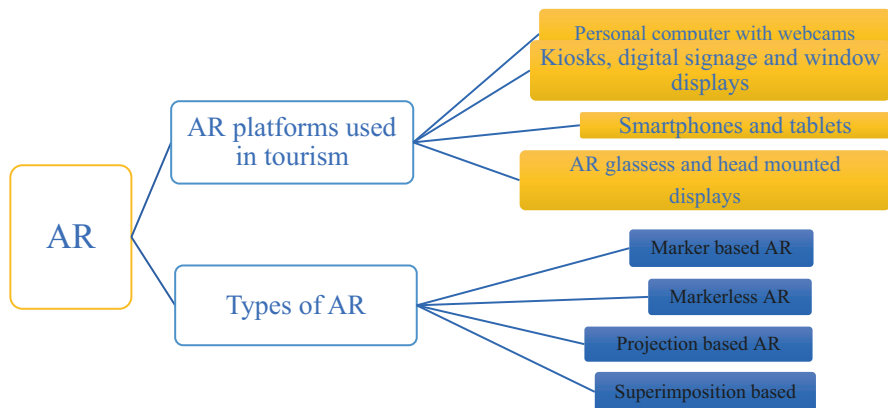 AR
AR platforms used
in tourism
Personal computer with webcams
Kiosks, digital signage and window
displays
Smartphones and tablets
AR glassess and head mounted
displays
Types of AR
Marker based AR
Markerless AR
Projection based AR
Superimposition based